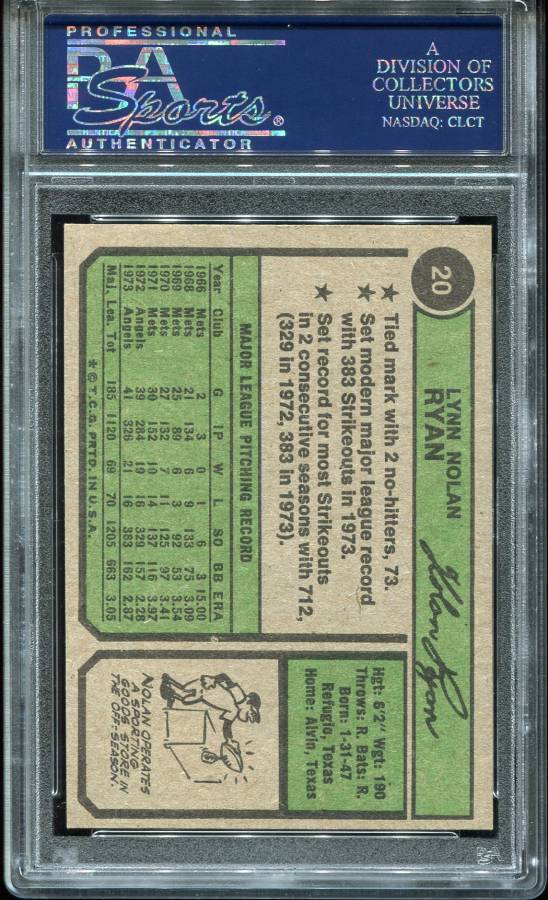 PROFESSIONAL
PSA
Sports®
AUTHENTICATOR
A
DIVISION OF
COLLECTORS
UNIVERSE
NASDAQ: CLCT
20
LYNN NOLAN
RYAN
Nolan Ryan
★ Tied mark with 2 no-hitters, 73.
★ Set modern major league record
with 383 Strikeouts in 1973.
★ Set record for most Strikeouts
in 2 consecutive seasons with 712,
(329 in 1972, 383 in 1973).
Hgt: 6'2" Wgt: 190
Throws: R. Bats: R.
Born: 1-31-47
Refugio, Texas
Home: Alvin, Texas
MAJOR LEAGUE PITCHING RECORD
Year Club G IP W L SO BB ERA
1966 Mets 2 3 0 1 6 3 15.00
1968 Mets 21 134 6 9 133 75 3.09
1969 Mets 25 89 6 3 92 53 3.54
1970 Mets 27 132 7 11 125 97 3.41
1971 Mets 30 152 10 14 137 116 3.97
1972 Angels 39 284 19 16 329 157 2.28
1973 Angels 41 326 21 16 383 162 2.87
Maj. Lea. Tot 185 1120 69 70 1205 663 3.05
* © T.C.G. PRTD. IN U.S.A.
NOLAN OPERATES
A SPORTING
GOODS STORE IN
THE OFF-SEASON.